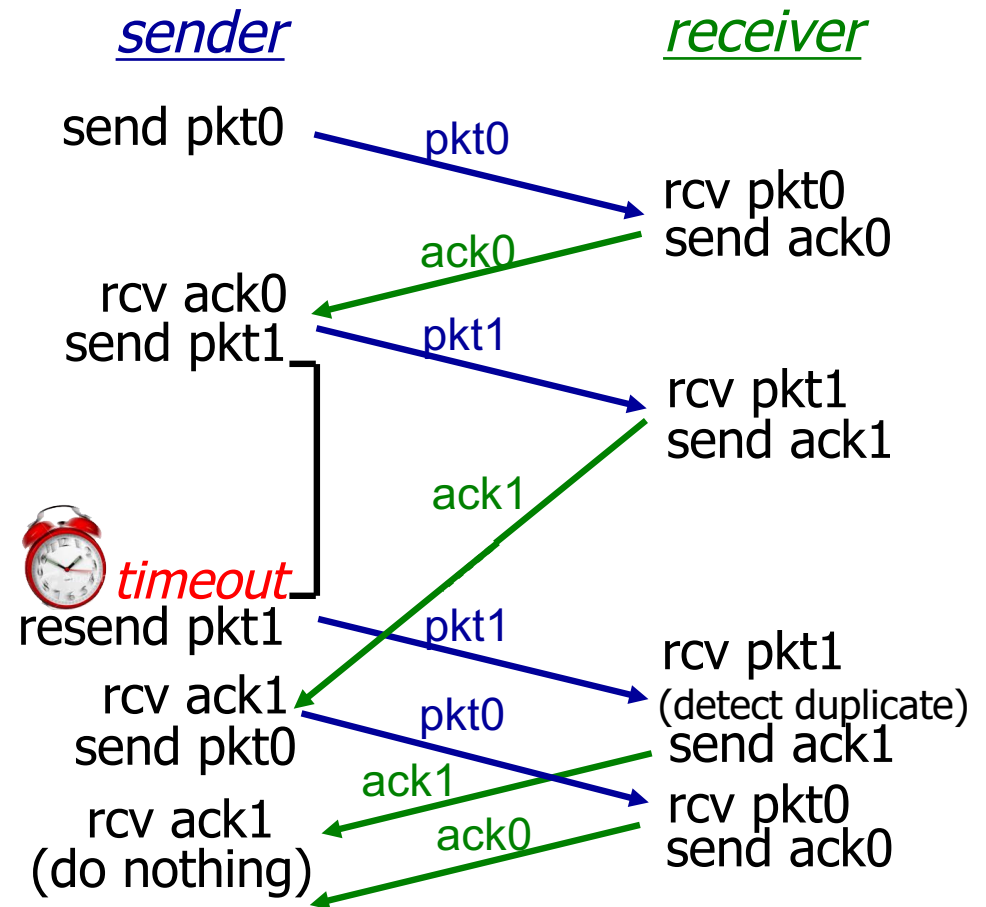 sender
receiver
send pkt0
pkt0
rcv pkt0
send ack0
ack0
rcv ack0
send pkt1
pkt1
rcv pkt1
send ack1
ack1
timeout
resend pkt1
pkt1
rcv pkt1
(detect duplicate)
send ack1
rcv ack1
send pkt0
pkt0
ack1
rcv pkt0
send ack0
rcv ack1
(do nothing)
ack0